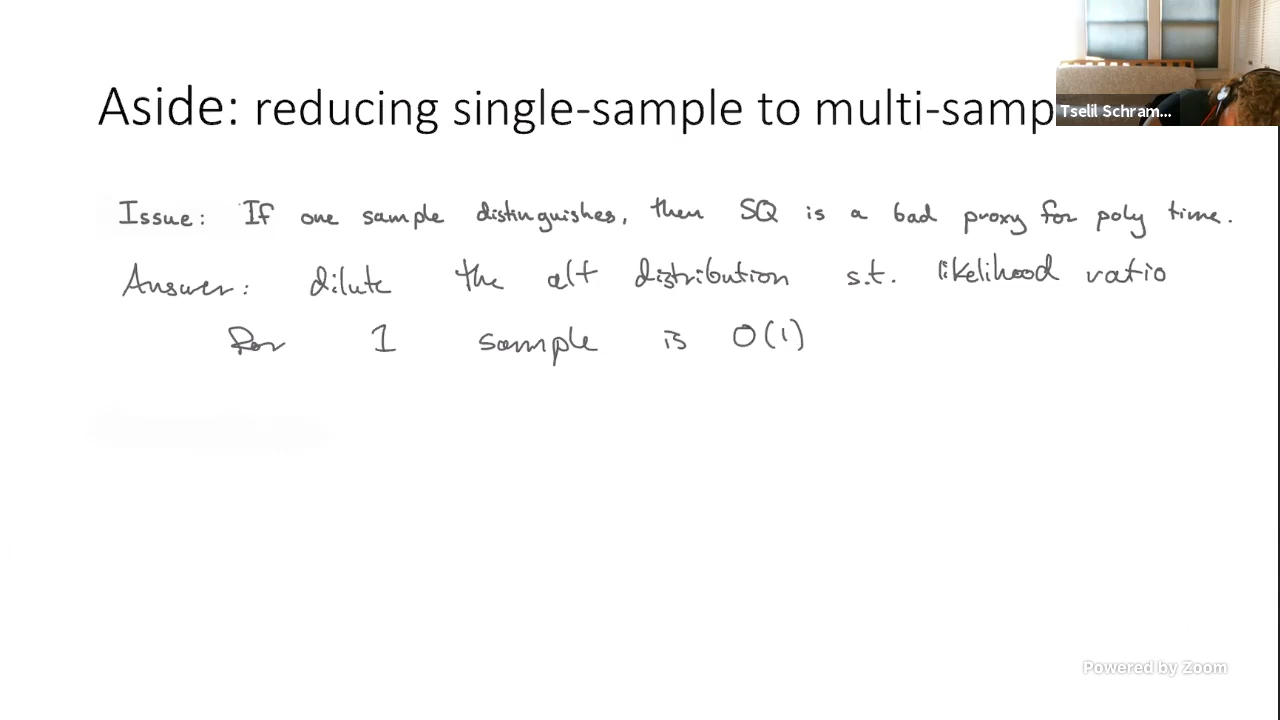 Aside: reducing single-sample to multi-samp
Tselil Schram...
Issue: If one sample distinguishes, then SQ is a bad proxy for poly time.
Answer: dilute the alt distribution s.t. likelihood ratio
for 1 sample is O(1)
Powered by Zoom